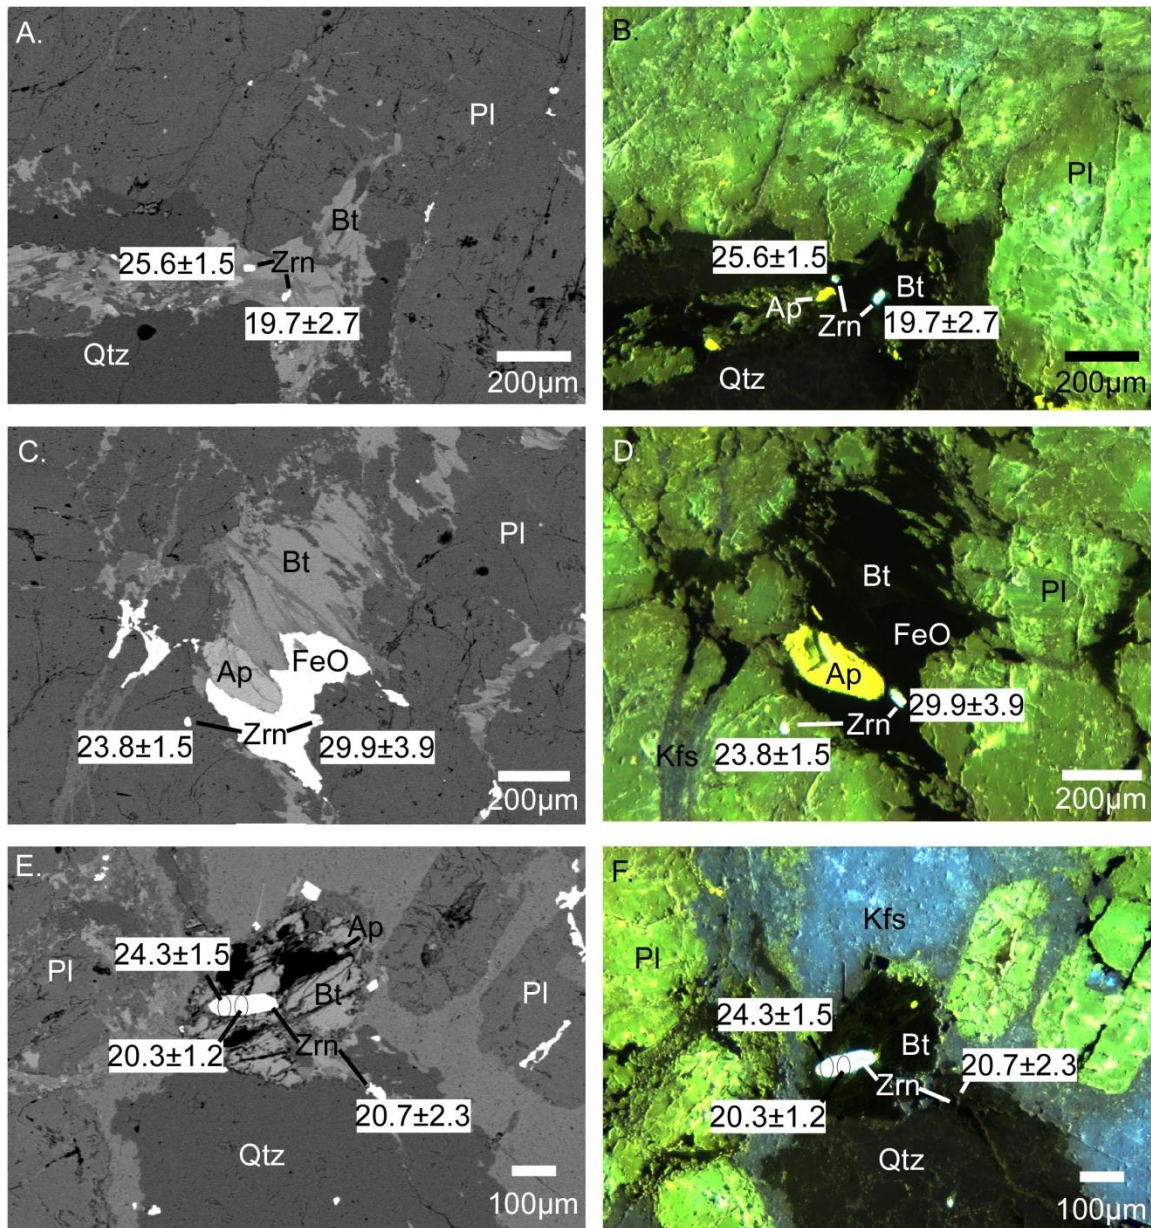 A.
Pl
Bt
25.6±1.5
Zrn
19.7±2.7
Qtz
200µm
B.
Pl
25.6±1.5
Ap
Zrn
Bt
19.7±2.7
Qtz
200µm
C.
Pl
Bt
Ap
FeO
Zrn
23.8±1.5
29.9±3.9
200µm
D.
Bt
Pl
FeO
Ap
29.9±3.9
Zrn
Kfs
23.8±1.5
200µm
E.
Ap
24.3±1.5
Pl
Bt
Pl
20.3±1.2
Zrn
20.7±2.3
Qtz
100µm
F.
Kfs
Pl
24.3±1.5
Bt
20.7±2.3
Zrn
20.3±1.2
Qtz
100µm